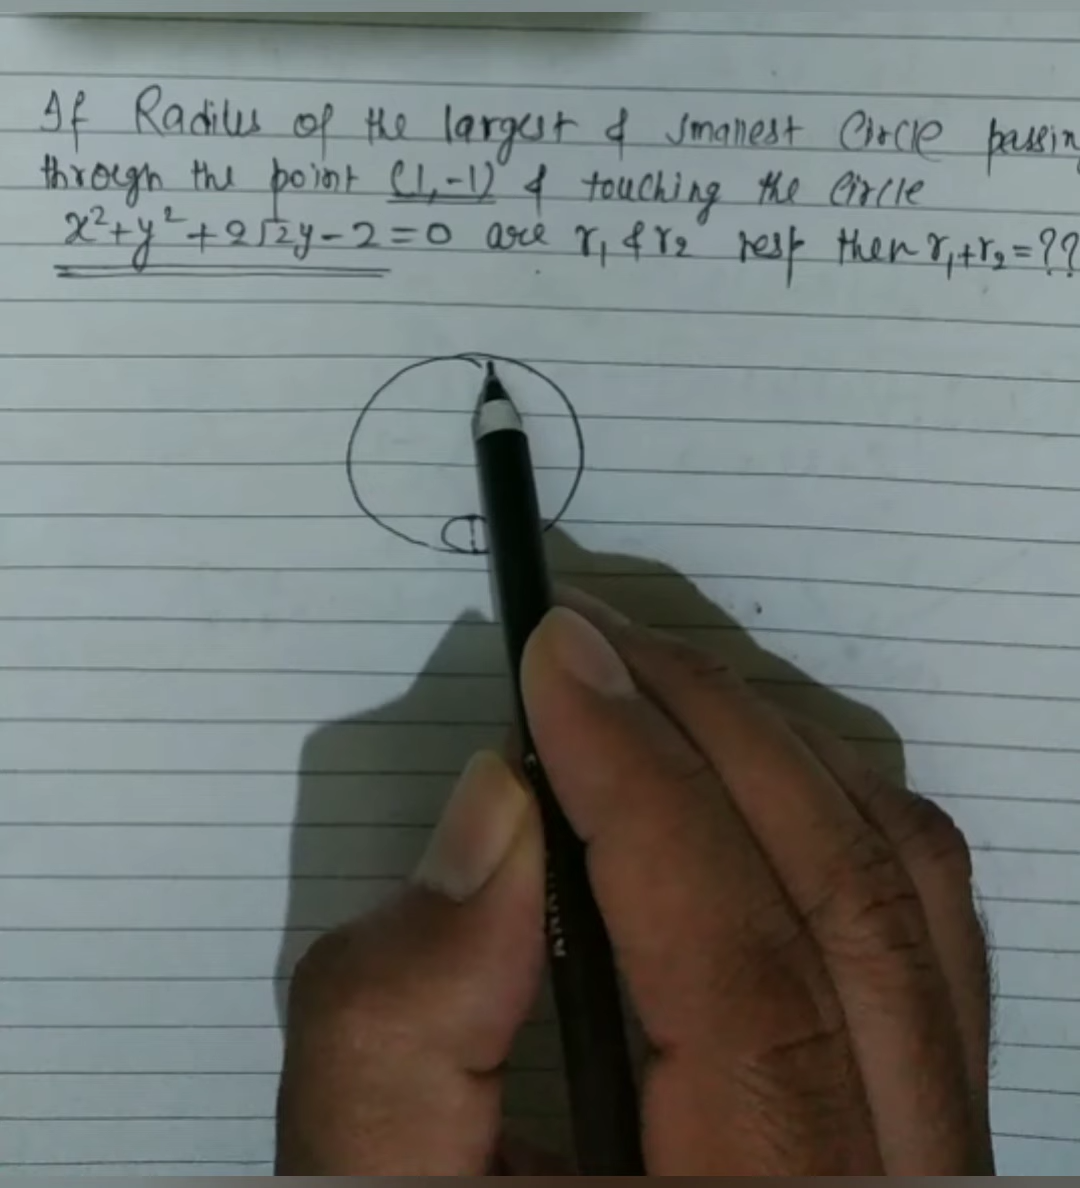 If Radius of the largest & smallest Circle passin
through the point (1,-1) & touching the Circle
x²+y²+2√2y-2=0 are r₁ & r₂ resp then r₁+r₂=??